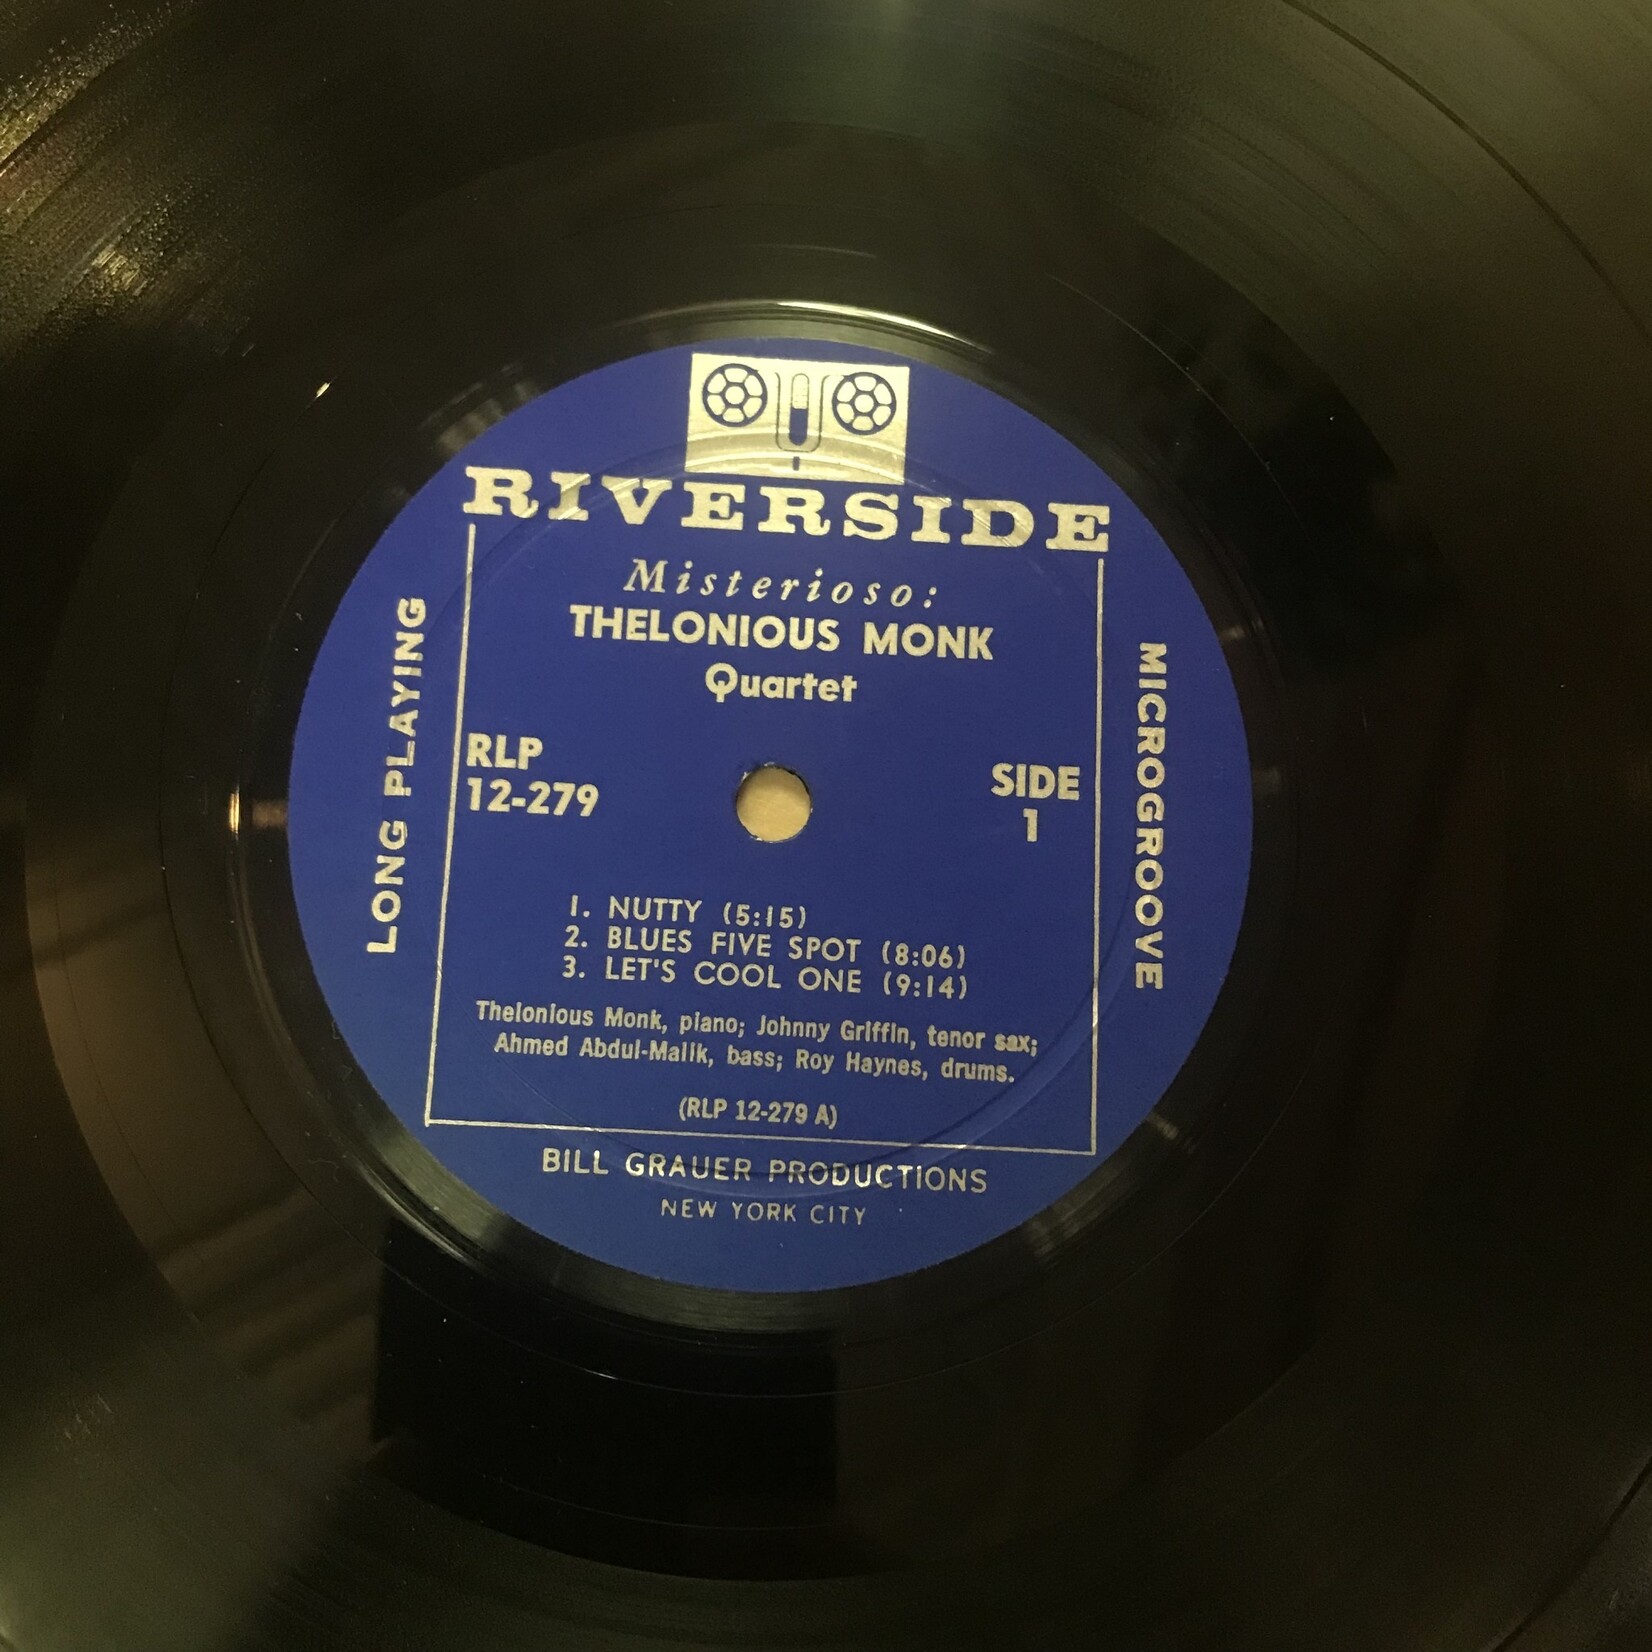 RIVERSIDE
Misterioso:
THELONIOUS MONK
Quartet
RLP
12-279
SIDE
1
LONG PLAYING
MICROGROOVE
1. NUTTY (5:15)
2. BLUES FIVE SPOT (8:06)
3. LET'S COOL ONE (9:14)
Thelonious Monk, piano; Johnny Griffin, tenor sax;
Ahmed Abdul-Malik, bass; Roy Haynes, drums.
(RLP 12-279 A)
BILL GRAUER PRODUCTIONS
NEW YORK CITY